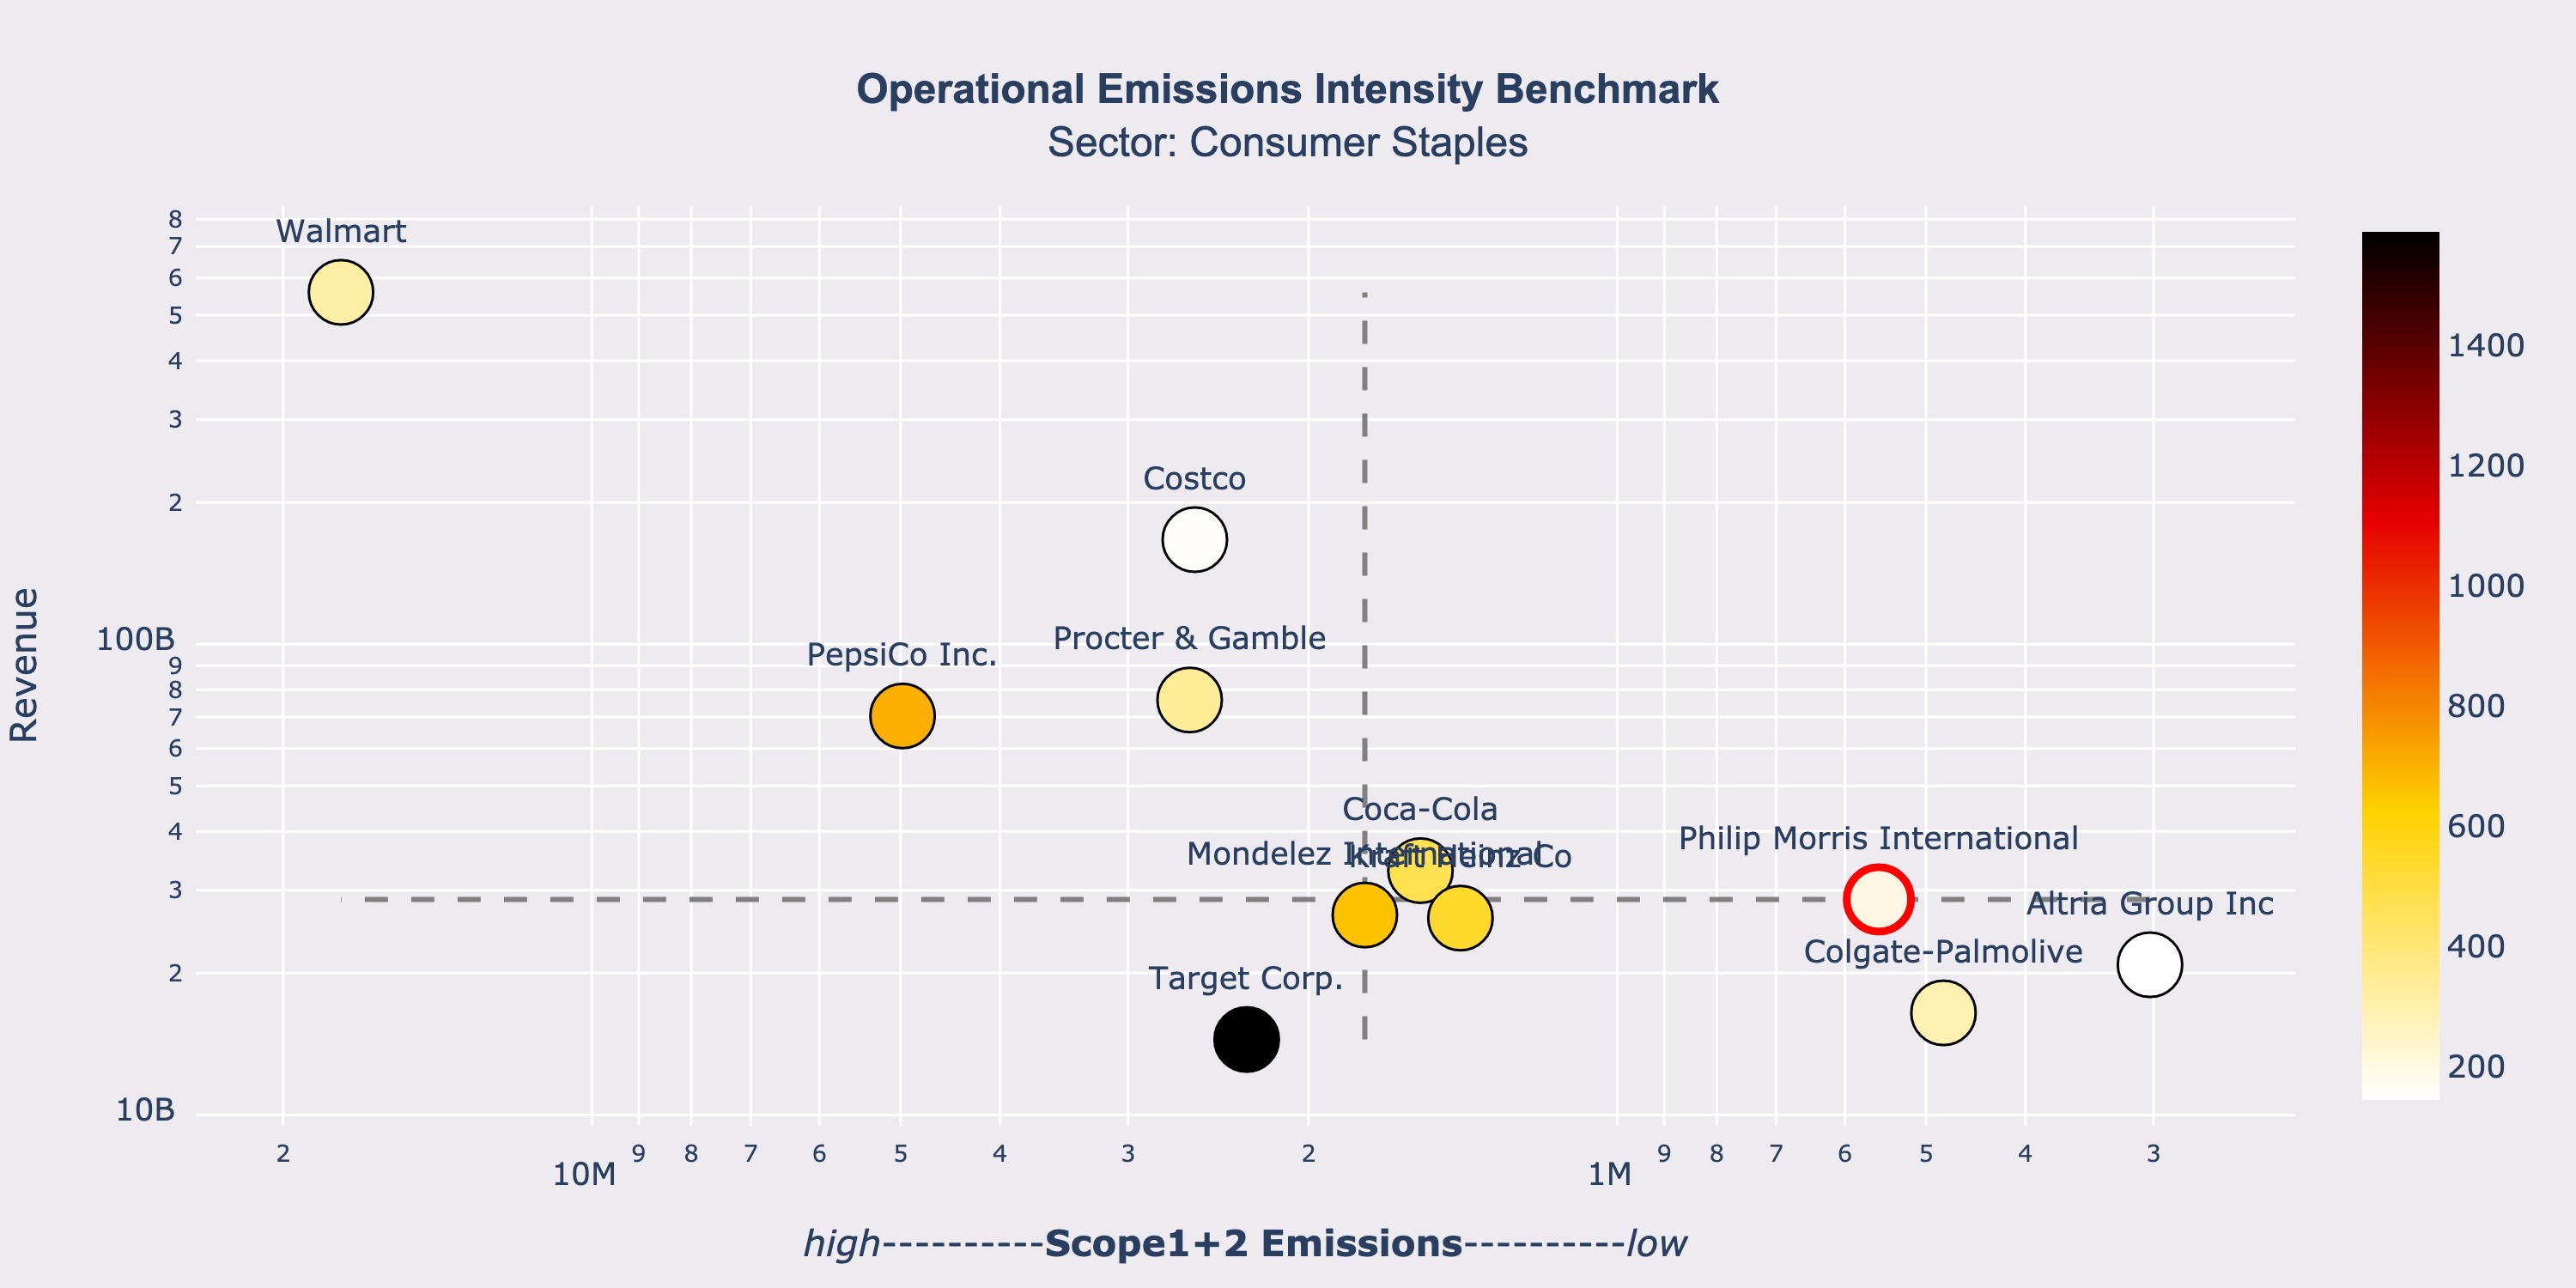 Operational Emissions Intensity Benchmark
Sector: Consumer Staples
8
7
6
5
4
3
2
100B
9
8
7
6
5
4
3
2
10B
Revenue
Walmart
Costco
Procter & Gamble
PepsiCo Inc.
Coca-Cola
Mondelez International
Kraft Heinz Co
Philip Morris International
Altria Group Inc
Colgate-Palmolive
Target Corp.
1400
1200
1000
800
600
400
200
2
10M
9
8
7
6
5
4
3
2
1M
9
8
7
6
5
4
3
high----------Scope1+2 Emissions----------low